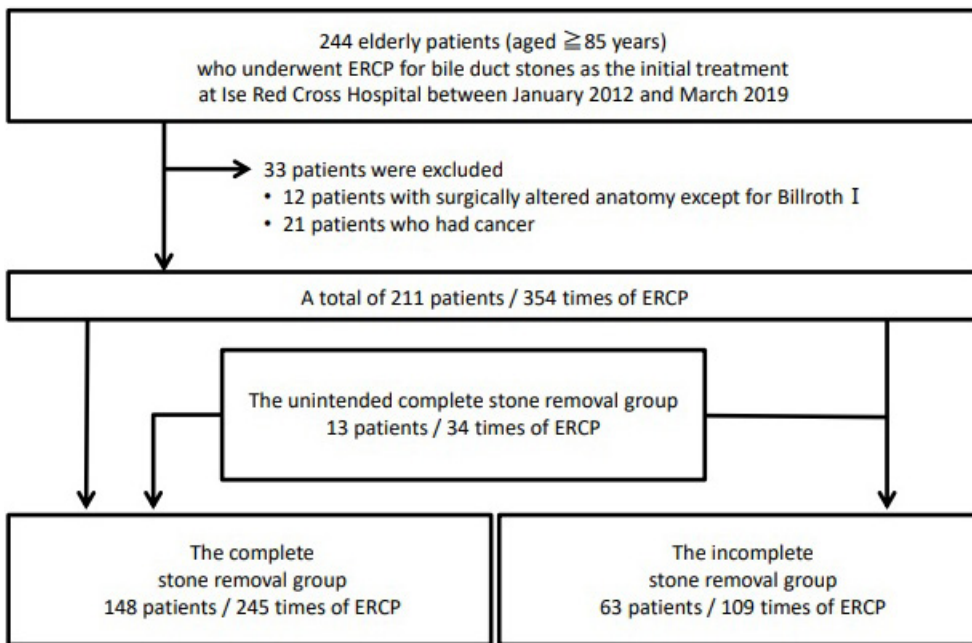 244 elderly patients (aged ≧85 years)
who underwent ERCP for bile duct stones as the initial treatment
at Ise Red Cross Hospital between January 2012 and March 2019
33 patients were excluded
• 12 patients with surgically altered anatomy except for Billroth Ⅰ
• 21 patients who had cancer
A total of 211 patients / 354 times of ERCP
The unintended complete stone removal group
13 patients / 34 times of ERCP
The complete
stone removal group
148 patients / 245 times of ERCP
The incomplete
stone removal group
63 patients / 109 times of ERCP